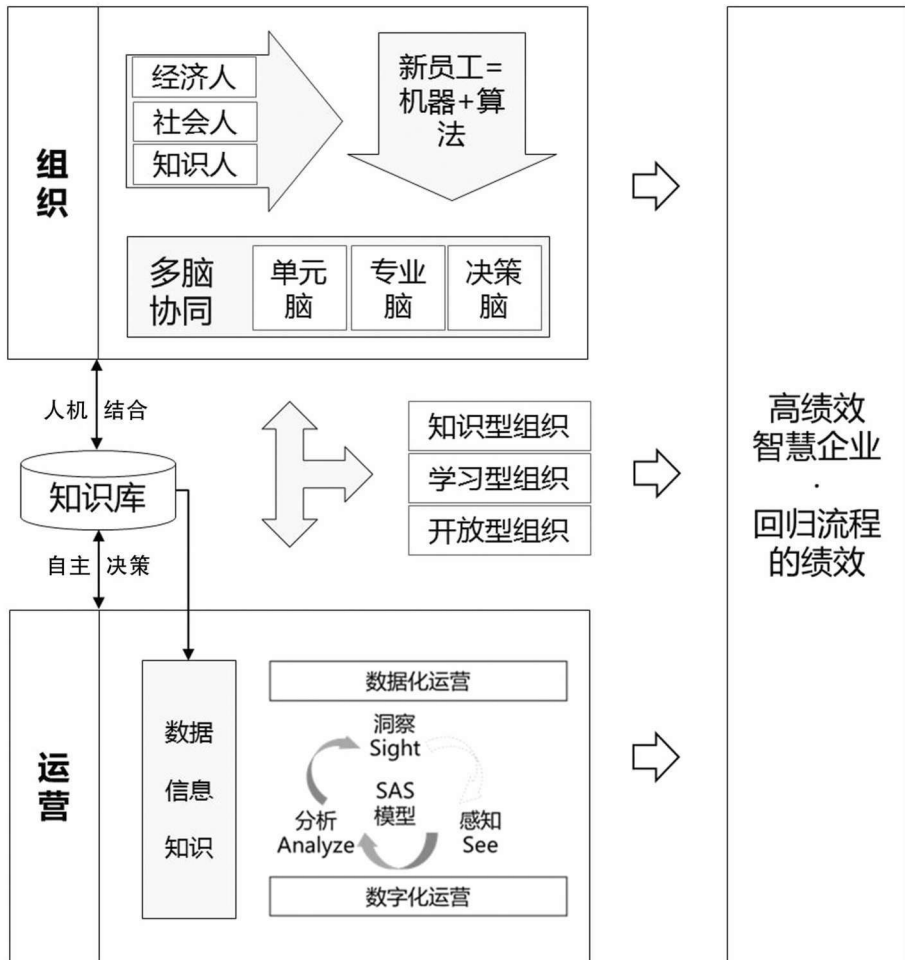 组
织
经济人
社会人
知识人
新员工=
机器+算
法
多脑
协同
单元
脑
专业
脑
决策
脑
人机 结合
知识库
自主 决策
知识型组织
学习型组织
开放型组织
运
营
数据
信息
知识
数据化运营
洞察
Sight
SAS
模型
分析
Analyze
感知
See
数字化运营
高绩效
智慧企业
·
回归流程
的绩效